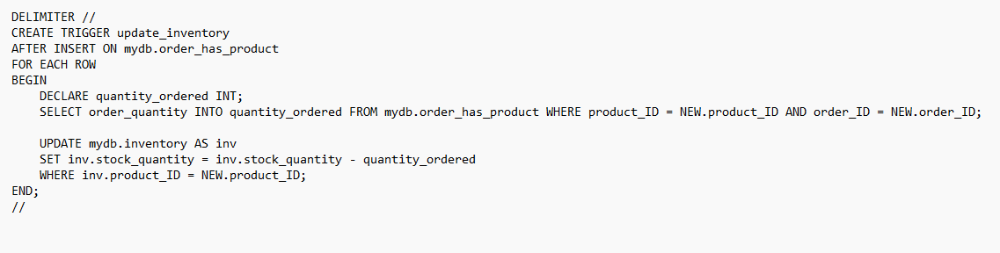 DELIMITER //
CREATE TRIGGER update_inventory
AFTER INSERT ON mydb.order_has_product
FOR EACH ROW
BEGIN
    DECLARE quantity_ordered INT;
    SELECT order_quantity INTO quantity_ordered FROM mydb.order_has_product WHERE product_ID = NEW.product_ID AND order_ID = NEW.order_ID;

    UPDATE mydb.inventory AS inv
    SET inv.stock_quantity = inv.stock_quantity - quantity_ordered
    WHERE inv.product_ID = NEW.product_ID;
END;
//